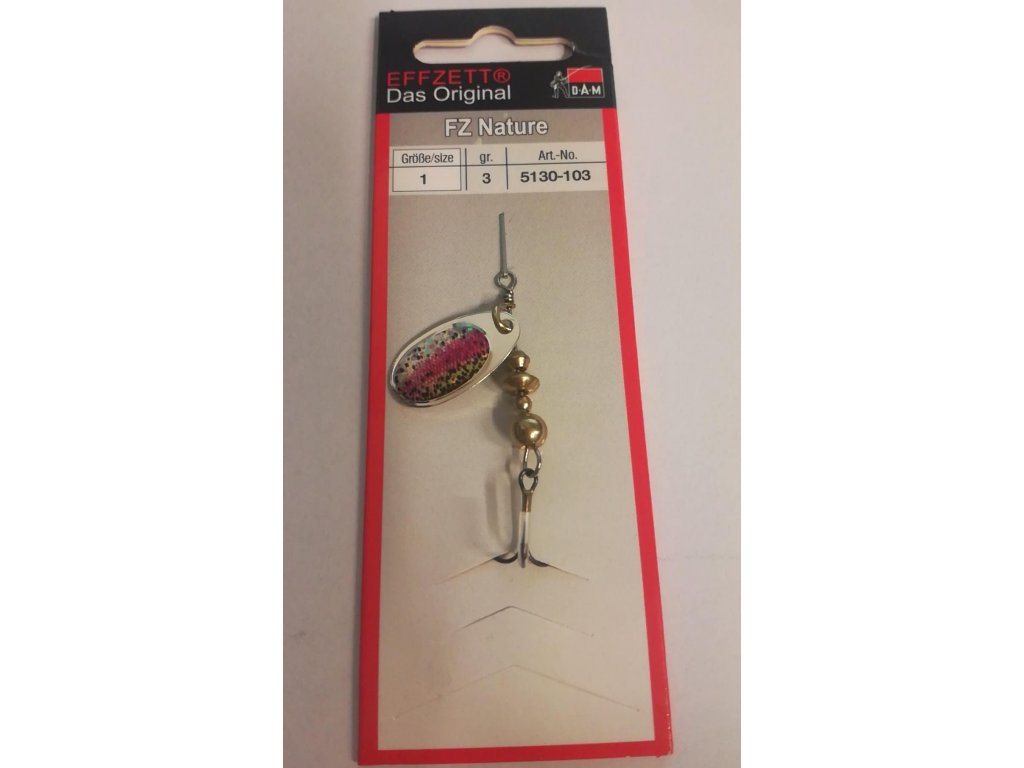 EFFZETT®
Das Original
D·A·M
FZ Nature
Größe/size gr. Art.-No.
1 3 5130-103